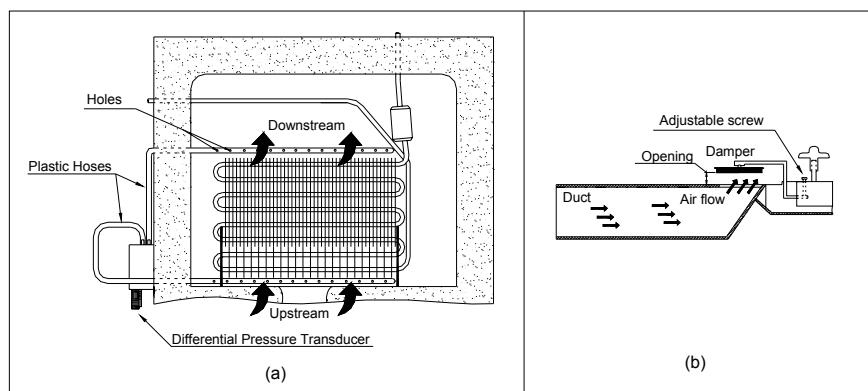 Holes
Downstream
Plastic Hoses
Upstream
Differential Pressure Transducer
(a)
Adjustable screw
Damper
Opening
Duct
Air flow
(b)